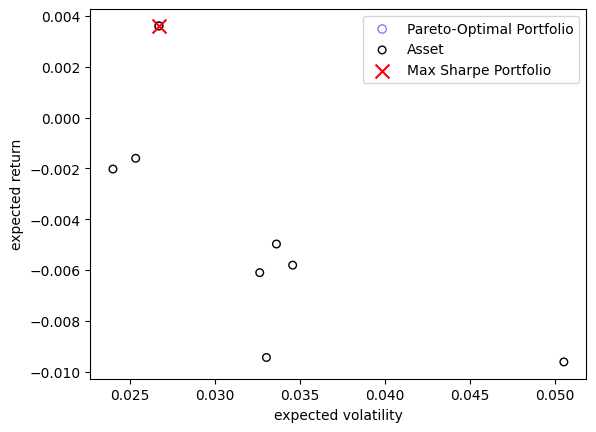 0.004
0.002
0.000
−0.002
−0.004
−0.006
−0.008
−0.010
expected return
Pareto-Optimal Portfolio
Asset
Max Sharpe Portfolio
0.025 0.030 0.035 0.040 0.045 0.050
expected volatility